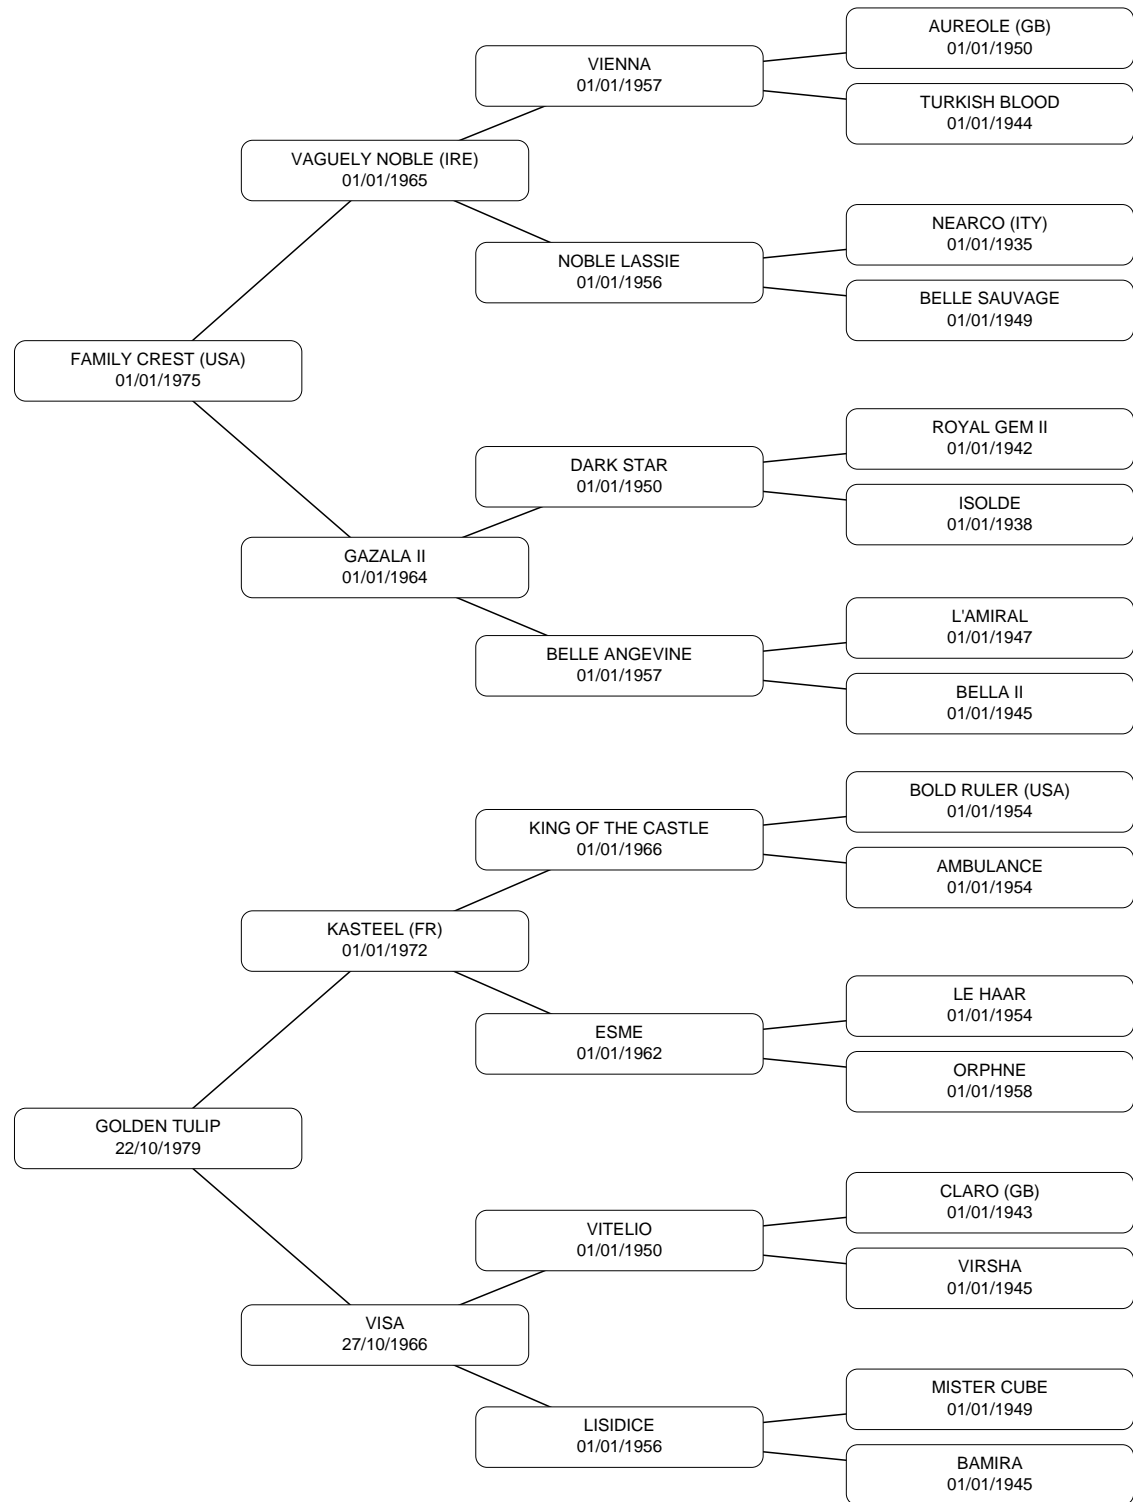 AUREOLE (GB)
01/01/1950
VIENNA
01/01/1957
TURKISH BLOOD
01/01/1944
VAGUELY NOBLE (IRE)
01/01/1965
NEARCO (ITY)
01/01/1935
NOBLE LASSIE
01/01/1956
BELLE SAUVAGE
01/01/1949
FAMILY CREST (USA)
01/01/1975
ROYAL GEM II
01/01/1942
DARK STAR
01/01/1950
ISOLDE
01/01/1938
GAZALA II
01/01/1964
L'AMIRAL
01/01/1947
BELLE ANGEVINE
01/01/1957
BELLA II
01/01/1945
BOLD RULER (USA)
01/01/1954
KING OF THE CASTLE
01/01/1966
AMBULANCE
01/01/1954
KASTEEL (FR)
01/01/1972
LE HAAR
01/01/1954
ESME
01/01/1962
ORPHNE
01/01/1958
GOLDEN TULIP
22/10/1979
CLARO (GB)
01/01/1943
VITELIO
01/01/1950
VIRSHA
01/01/1945
VISA
27/10/1966
MISTER CUBE
01/01/1949
LISIDICE
01/01/1956
BAMIRA
01/01/1945